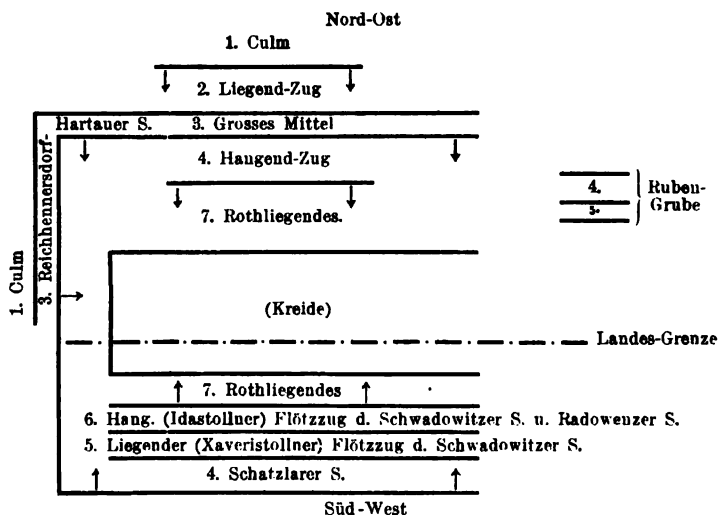 Nord-Ost
1. Culm
2. Liegend-Zug
Hartauer S. 3. Grosses Mittel
4. Hangend-Zug
7. Rothliegendes.
4.
5.
Ruben-
Grube
1. Culm
3. Reichhennersdorf-
(Kreide)
Landes-Grenze
7. Rothliegendes
6. Hang. (Idastollner) Flötzzug d. Schwadowitzer S. u. Radowenzer S.
5. Liegender (Xaveristollner) Flötzzug d. Schwadowitzer S.
4. Schatzlarer S.
Süd-West